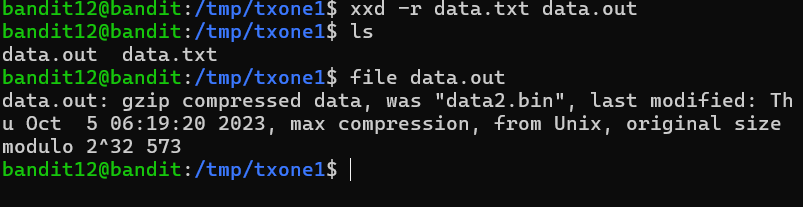 bandit12@bandit:/tmp/txone1$ xxd -r data.txt data.out
bandit12@bandit:/tmp/txone1$ ls
data.out  data.txt
bandit12@bandit:/tmp/txone1$ file data.out
data.out: gzip compressed data, was "data2.bin", last modified: Th
u Oct  5 06:19:20 2023, max compression, from Unix, original size
modulo 2^32 573
bandit12@bandit:/tmp/txone1$